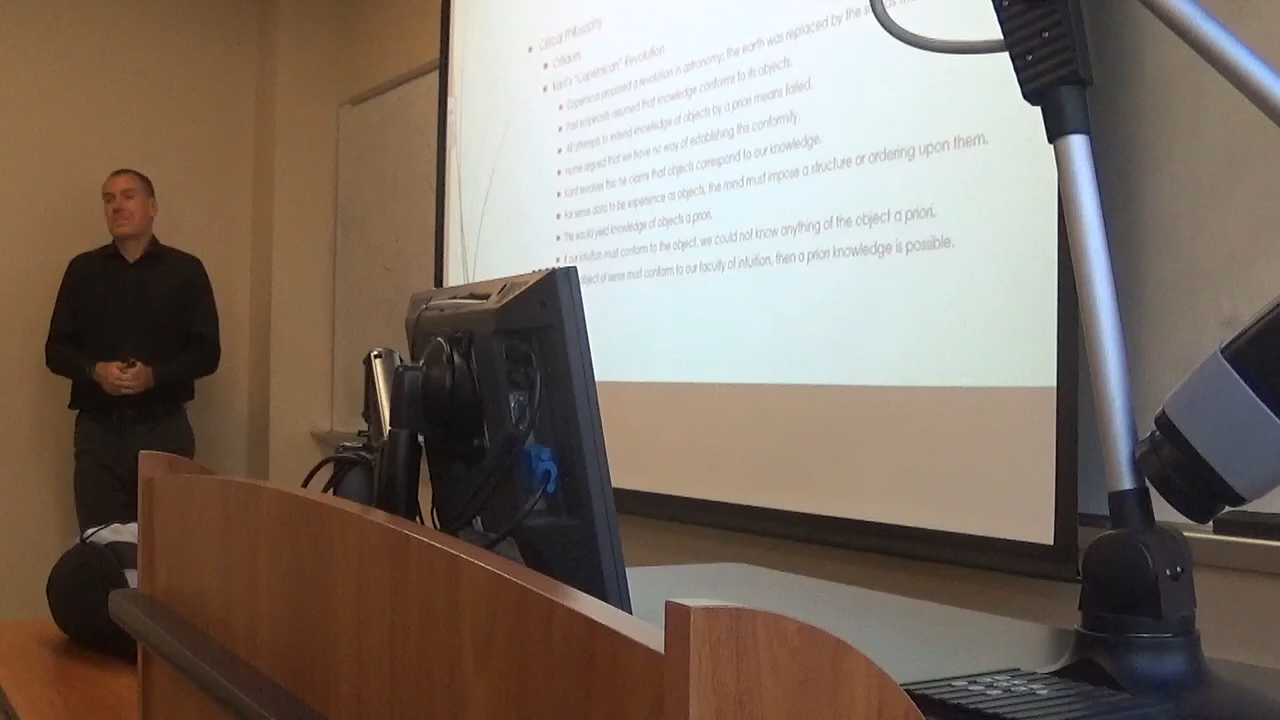 Critical Philosophy
Criticism
Kant's "Copernican" Revolution
Copernicus proposed a revolution in astronomy: the earth was replaced by the
Past empiricists assumed that knowledge conforms to its objects.
All attempts to extend knowledge of objects by a priori means failed.
Hume argued that we have no way of establishing this conformity.
Kant resolves this he claims that objects correspond to our knowledge.
For sense data to be experience as objects, the mind must impose a structure or ordering upon them.
This would yield knowledge of objects a priori.
If our intuition must conform to the object, we could not know anything of the object a priori.
object of sense must conform to our faculty of intuition, then a priori knowledge is possible.